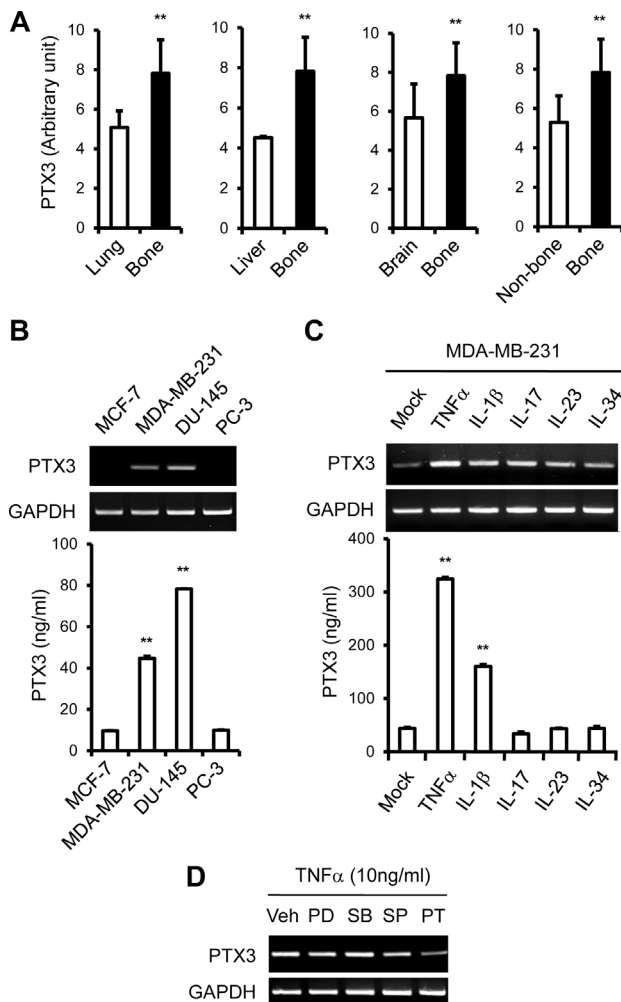 A
PTX3 (Arbitrary unit)
10
8
6
4
2
0
**
Lung
Bone
10
8
6
4
2
0
**
Liver
Bone
10
8
6
4
2
0
**
Brain
Bone
10
8
6
4
2
0
**
Non-bone
Bone
B
MCF-7
MDA-MB-231
DU-145
PC-3
PTX3
GAPDH
PTX3 (ng/ml)
100
80
60
40
20
0
**
**
MCF-7
MDA-MB-231
DU-145
PC-3
C
MDA-MB-231
Mock
TNFα
IL-1β
IL-17
IL-23
IL-34
PTX3
GAPDH
PTX3 (ng/ml)
400
300
200
100
0
**
**
Mock
TNFα
IL-1β
IL-17
IL-23
IL-34
D
TNFα (10ng/ml)
Veh PD SB SP PT
PTX3
GAPDH